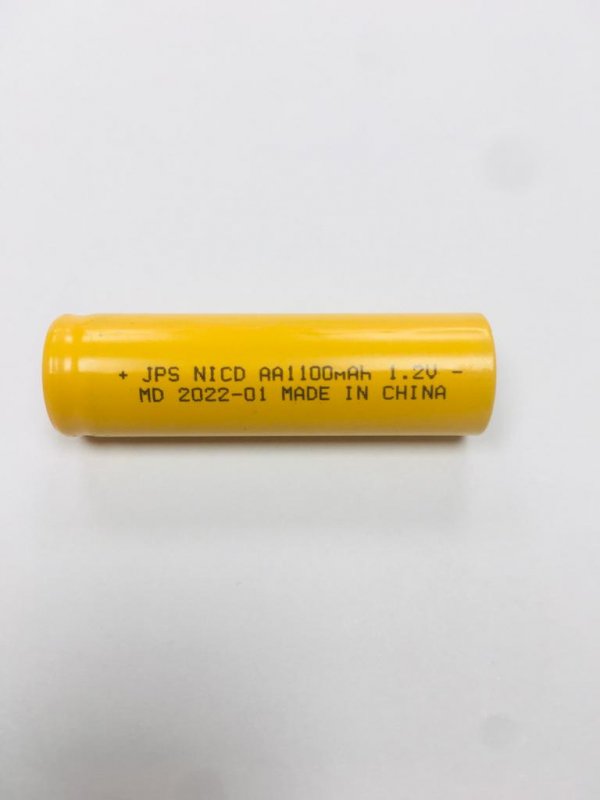 + JPS NICD AA1100mAh 1.2V -
MD 2022-01 MADE IN CHINA